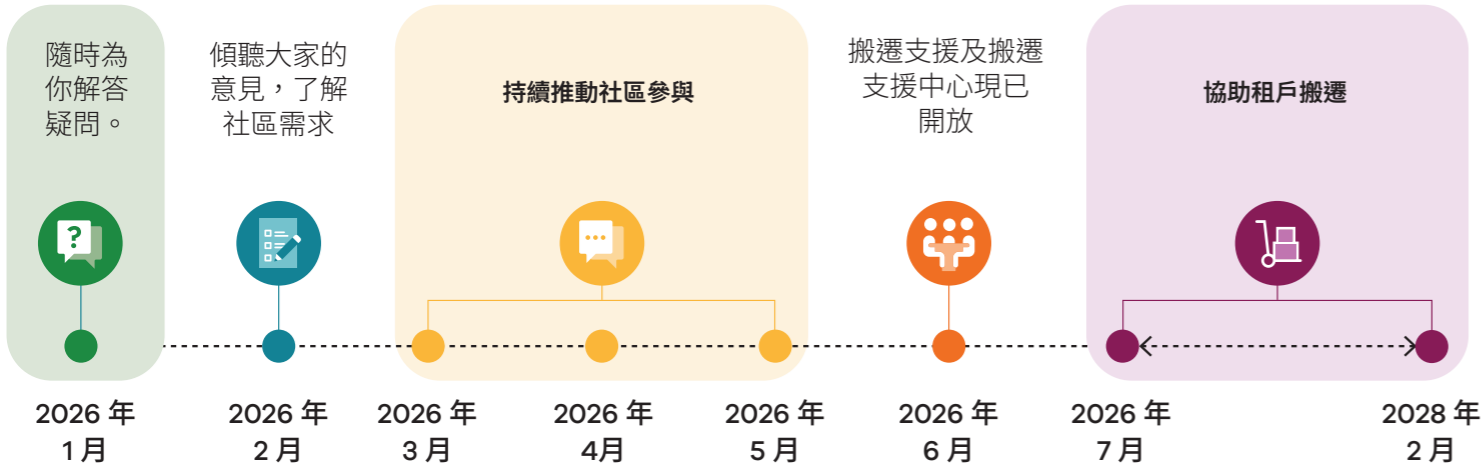 隨時為
你解答
疑問。
傾聽大家的
意見，了解
社區需求
持續推動社區參與
搬遷支援及搬遷
支援中心現已
開放
協助租戶搬遷
?
2026 年
1 月
2026 年
2 月
2026 年
3 月
2026 年
4月
2026 年
5 月
2026 年
6 月
2026 年
7 月
2028 年
2 月